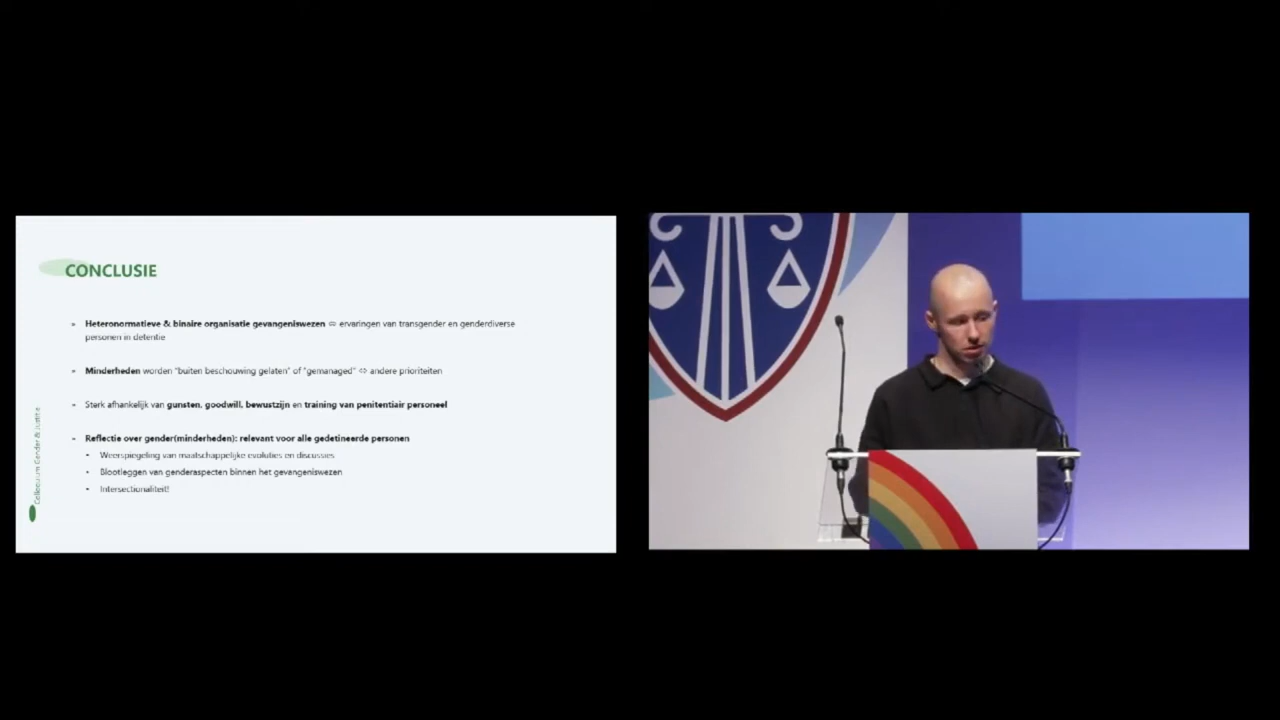 CONCLUSIE
Heteronormatieve & binaire organisatie gevangeniswezen ⇔ ervaringen van transgender en genderdiverse
personen in detentie
Minderheden worden "buiten beschouwing gelaten" of "gemanaged" ⇔ andere prioriteiten
Sterk afhankelijk van gunsten, goodwill, bewustzijn en training van penitentiair personeel
Reflectie over gender(minderheden): relevant voor alle gedetineerde personen
Weerspiegeling van maatschappelijke evoluties en discussies
Blootleggen van genderaspecten binnen het gevangeniswezen
Intersectionaliteit!
Colloquium Gender & Justitie